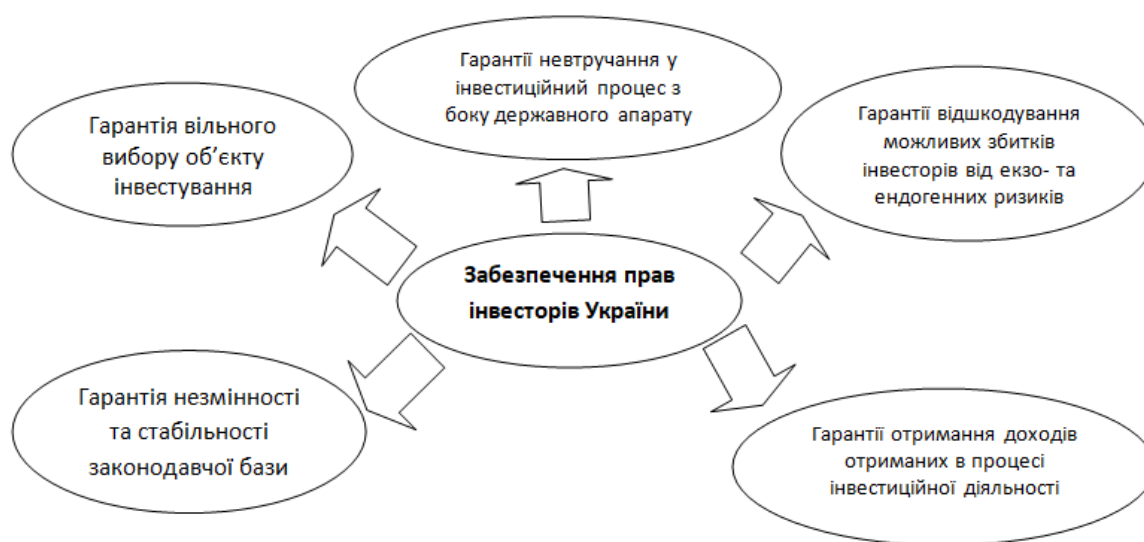 Гарантії невтручання у
інвестиційний процес з
боку державного апарату
Гарантія вільного
вибору об’єкту
інвестування
Гарантії відшкодування
можливих збитків
інвесторів від екзо- та
ендогенних ризиків
Забезпечення прав
інвесторів України
Гарантія незмінності
та стабільності
законодавчої бази
Гарантії отримання доходів
отриманих в процесі
інвестиційної діяльності